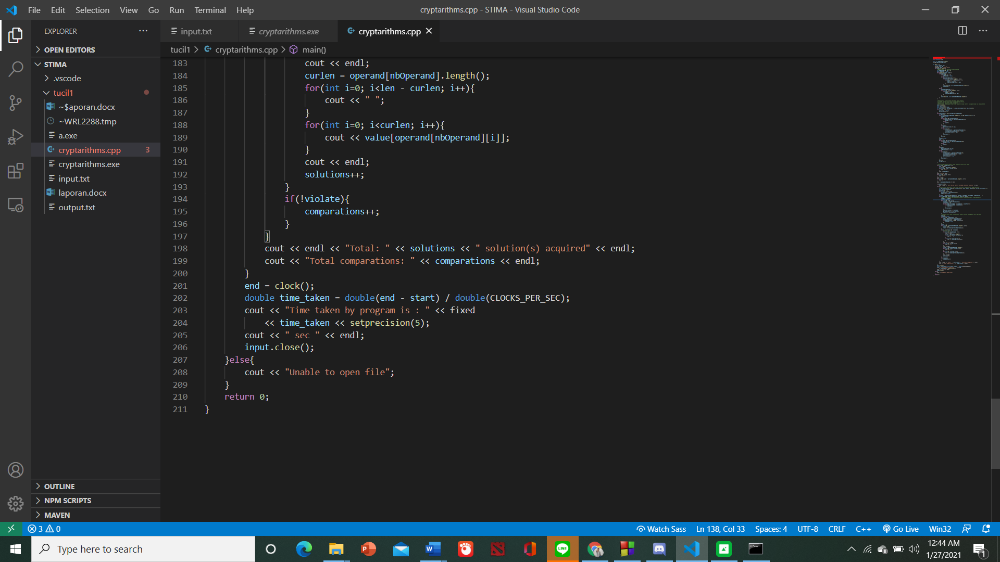 File Edit Selection View Go Run Terminal Help
cryptarithms.cpp - STIMA - Visual Studio Code
EXPLORER
input.txt
cryptarithms.exe
cryptarithms.cpp
OPEN EDITORS
tucil1 > cryptarithms.cpp > main()
STIMA
.vscode
tucil1
~$aporan.docx
~WRL2288.tmp
a.exe
cryptarithms.cpp 3
cryptarithms.exe
input.txt
laporan.docx
output.txt
183 cout << endl;
184 curlen = operand[nbOperand].length();
185 for(int i=0; i<len - curlen; i++){
186 cout << " ";
187 }
188 for(int i=0; i<curlen; i++){
189 cout << value[operand[nbOperand][i]];
190 }
191 cout << endl;
192 solutions++;
193 }
194 if(!violate){
195 comparations++;
196 }
197 }
198 cout << endl << "Total: " << solutions << " solution(s) acquired" << endl;
199 cout << "Total comparations: " << comparations << endl;
200 }
201 end = clock();
202 double time_taken = double(end - start) / double(CLOCKS_PER_SEC);
203 cout << "Time taken by program is : " << fixed
204 << time_taken << setprecision(5);
205 cout << " sec " << endl;
206 input.close();
207 }else{
208 cout << "Unable to open file";
209 }
210 return 0;
211 }
OUTLINE
NPM SCRIPTS
MAVEN
3 0
Watch Sass
Ln 138, Col 33
Spaces: 4
UTF-8
CRLF
C++
Go Live
Win32
Type here to search
LINE
12:44 AM
1/27/2021
1